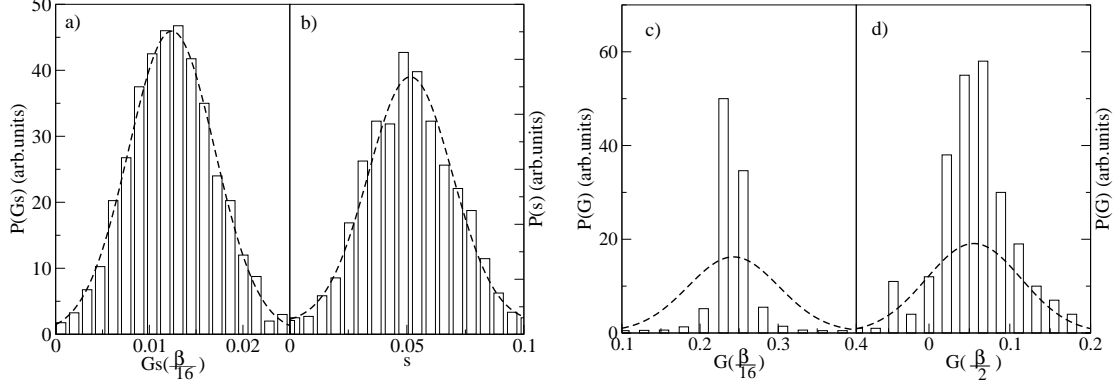 a)
50
40
30
20
10
0
P(Gs) (arb.units)
0
0.01
0.02
Gs(β/16)
b)
0
0.05
0.1
s
P(s) (arb.units)
c)
60
40
20
0
P(G) (arb.units)
0.1
0.2
0.3
0.4
G(β/16)
d)
0
0.1
0.2
G(β/2)
P(G) (arb.units)